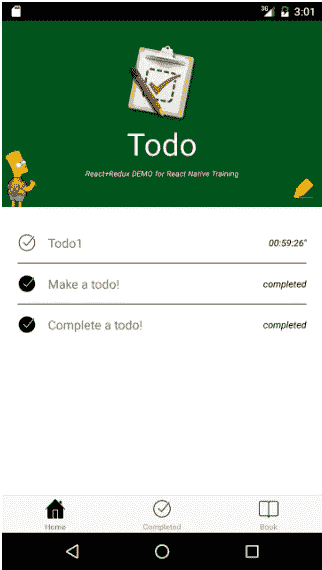 3G 3:01
Todo
React+Redux DEMO for React Native Training
Todo1 00:59:26"
Make a todo! completed
Complete a todo! completed
Home Completed Book